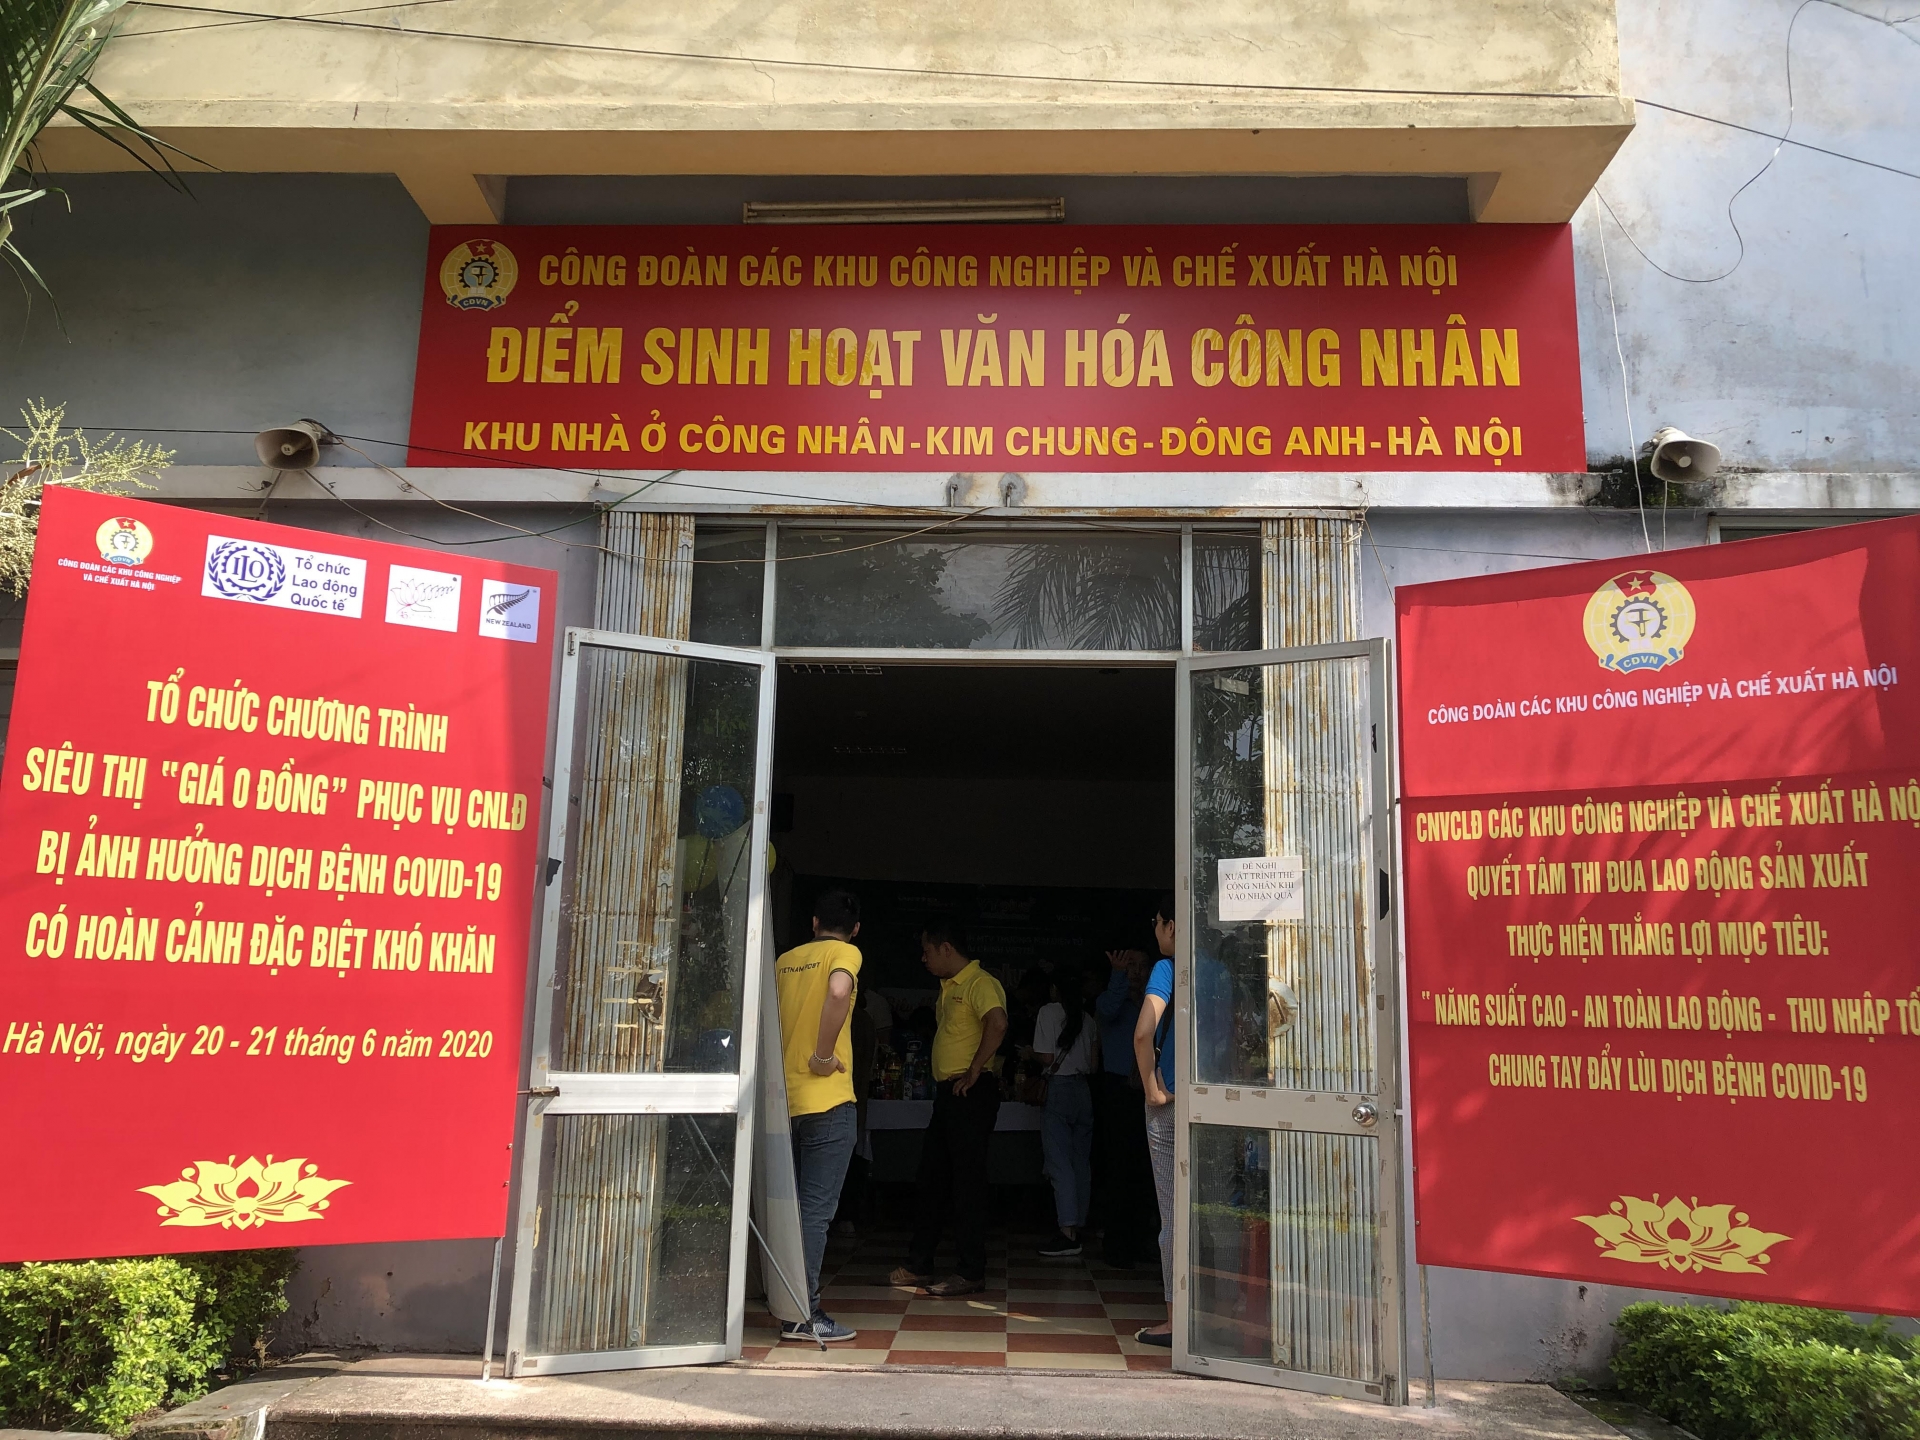 CÔNG ĐOÀN CÁC KHU CÔNG NGHIỆP VÀ CHẾ XUẤT HÀ NỘI
CĐVN
ĐIỂM SINH HOẠT VĂN HÓA CÔNG NHÂN
KHU NHÀ Ở CÔNG NHÂN-KIM CHUNG-ĐÔNG ANH-HÀ NỘI
CĐVN
CÔNG ĐOÀN CÁC KHU CÔNG NGHIỆP
VÀ CHẾ XUẤT HÀ NỘI
ILO
Tổ chức
Lao động
Quốc tế
NEW ZEALAND
TỔ CHỨC CHƯƠNG TRÌNH
SIÊU THỊ "GIÁ 0 ĐỒNG" PHỤC VỤ CNLĐ
BỊ ẢNH HƯỞNG DỊCH BỆNH COVID-19
CÓ HOÀN CẢNH ĐẶC BIỆT KHÓ KHĂN
Hà Nội, ngày 20 - 21 tháng 6 năm 2020
ĐỀ NGHỊ
XUẤT TRÌNH THẺ
CÔNG NHÂN KHI
VÀO NHẬN QUÀ
VIETNAM POST
CĐVN
CÔNG ĐOÀN CÁC KHU CÔNG NGHIỆP VÀ CHẾ XUẤT HÀ NỘI
CNVCLĐ CÁC KHU CÔNG NGHIỆP VÀ CHẾ XUẤT HÀ NỘ
QUYẾT TÂM THI ĐUA LAO ĐỘNG SẢN XUẤT
THỰC HIỆN THẮNG LỢI MỤC TIÊU:
"NĂNG SUẤT CAO - AN TOÀN LAO ĐỘNG - THU NHẬP TỐ
CHUNG TAY ĐẨY LÙI DỊCH BỆNH COVID-19